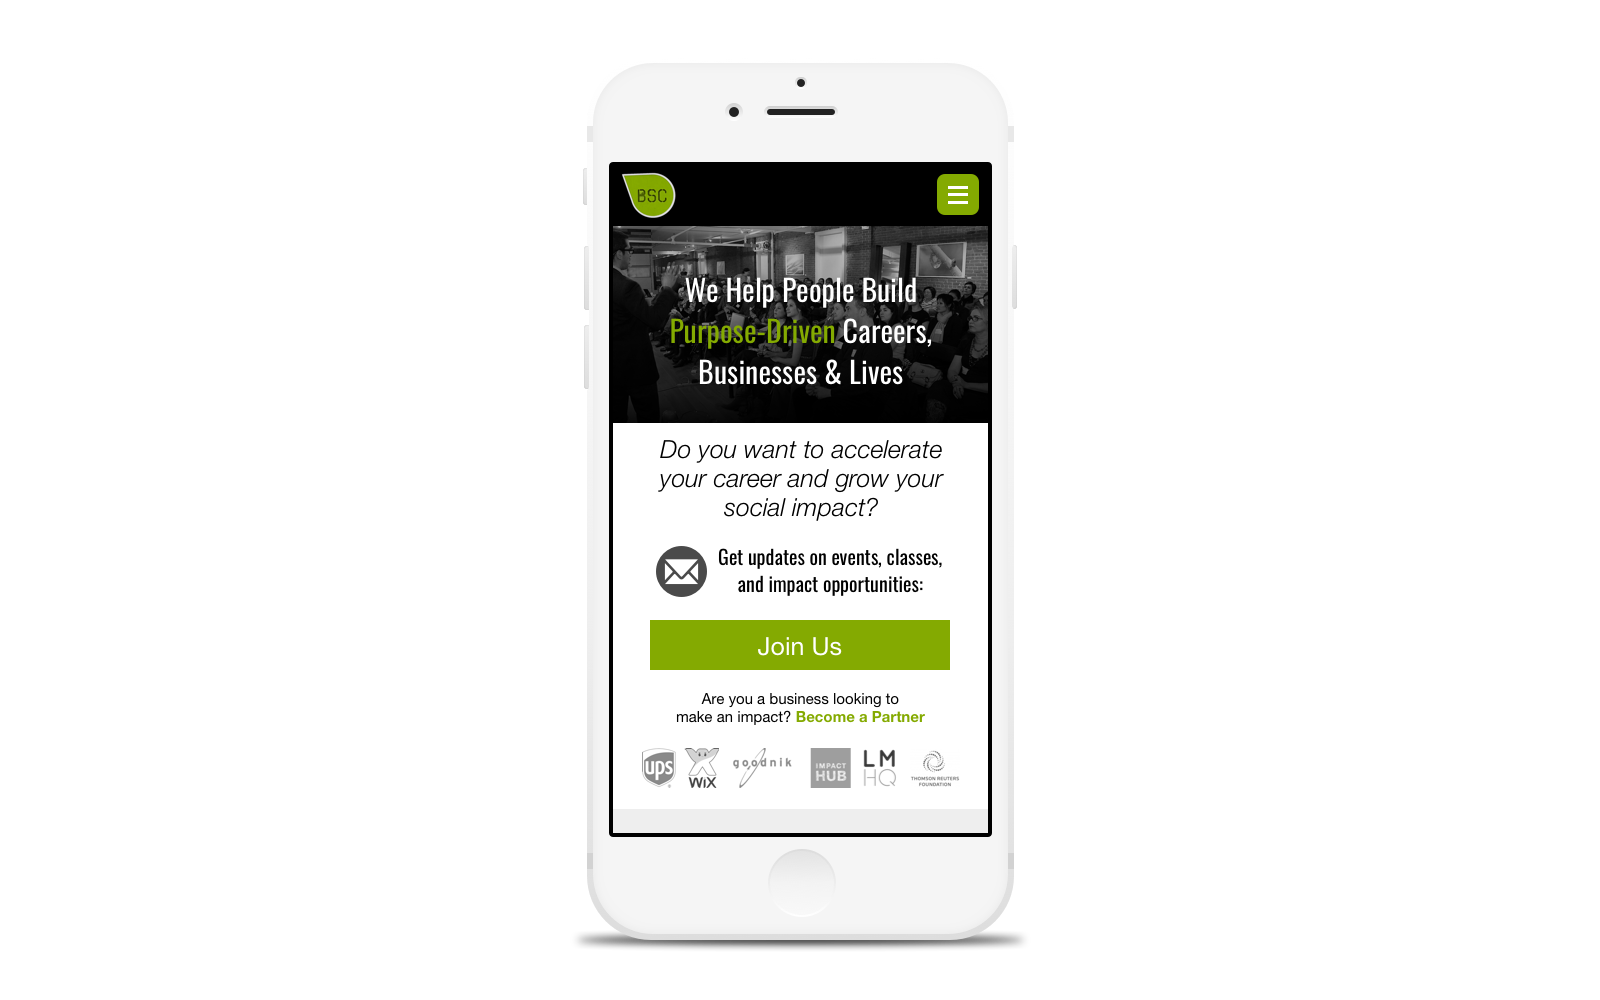 BSC
We Help People Build
Purpose-Driven Careers,
Businesses & Lives
Do you want to accelerate
your career and grow your
social impact?
Get updates on events, classes,
and impact opportunities:
Join Us
Are you a business looking to
make an impact? Become a Partner
ups
WiX
goodnik
IMPACT
HUB
LM
HQ
THOMSON REUTERS
FOUNDATION